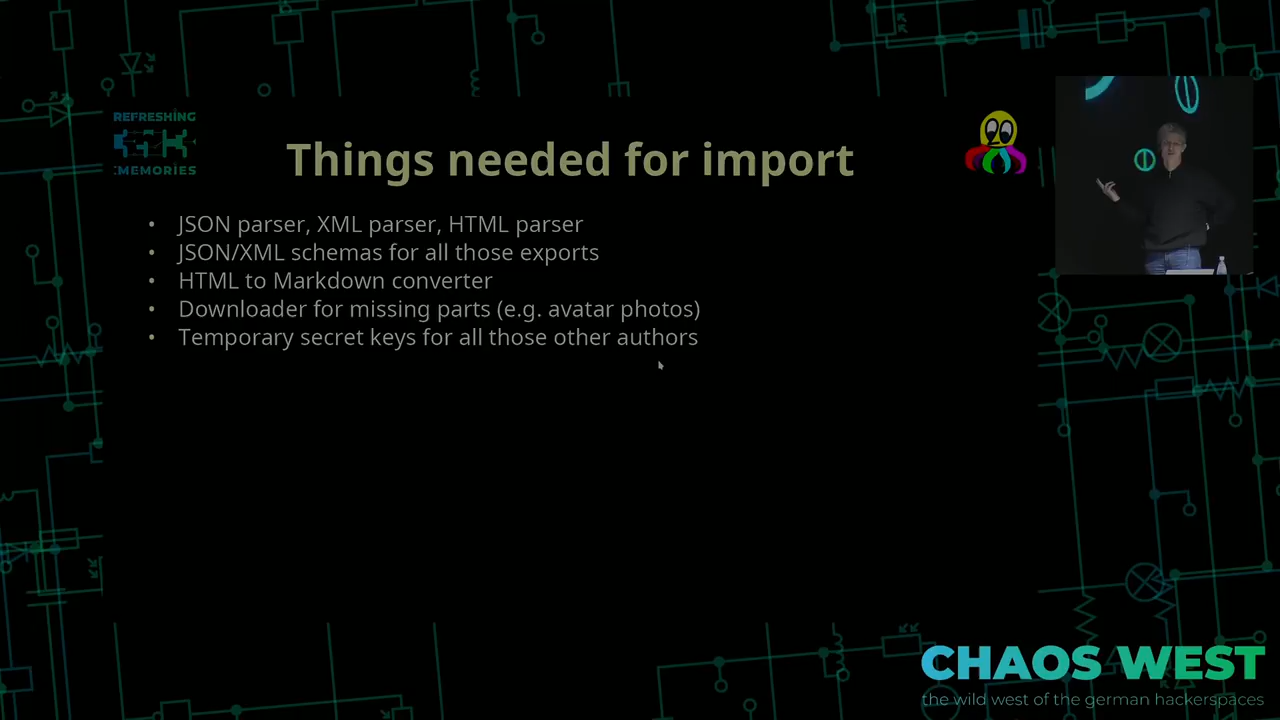 REFRESHING
MEMORIES
Things needed for import
• JSON parser, XML parser, HTML parser
• JSON/XML schemas for all those exports
• HTML to Markdown converter
• Downloader for missing parts (e.g. avatar photos)
• Temporary secret keys for all those other authors
CHAOS WEST
the wild west of the german hackerspaces